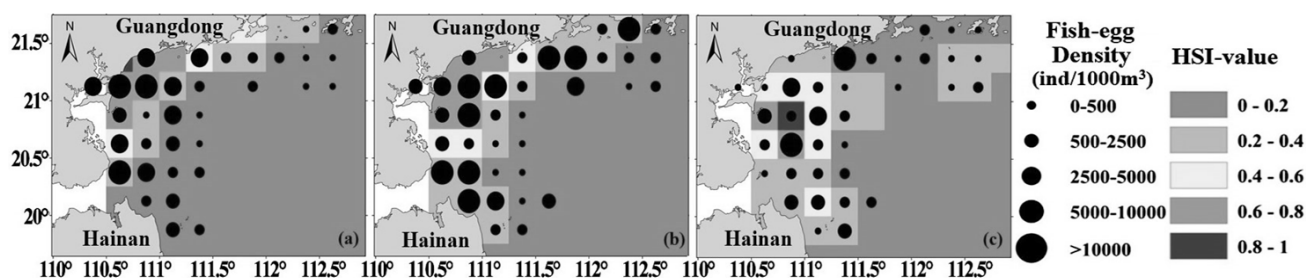 N
Guangdong
21.5°
21°
20.5°
20°
Hainan
(a)
110°
110.5°
111°
111.5°
112°
112.5°
N
Guangdong
Hainan
(b)
110°
110.5°
111°
111.5°
112°
112.5°
N
Guangdong
Hainan
(c)
110°
110.5°
111°
111.5°
112°
112.5°
Fish-egg
Density
(ind/1000m³)
0-500
500-2500
2500-5000
5000-10000
>10000
HSI-value
0 - 0.2
0.2 - 0.4
0.4 - 0.6
0.6 - 0.8
0.8 - 1